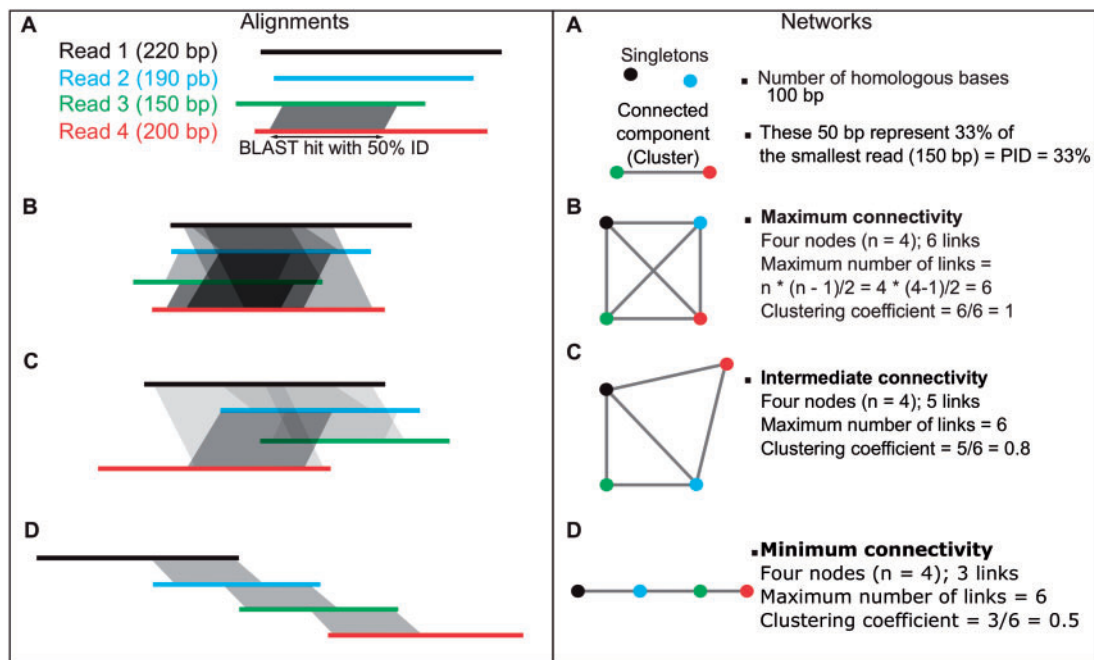 Alignments
A
Read 1 (220 bp)
Read 2 (190 pb)
Read 3 (150 bp)
Read 4 (200 bp)
BLAST hit with 50% ID
B
C
D
Networks
A
Singletons
Connected
component
(Cluster)
▪ Number of homologous bases
100 bp
▪ These 50 bp represent 33% of
the smallest read (150 bp) = PID = 33%
B
▪ Maximum connectivity
Four nodes (n = 4); 6 links
Maximum number of links =
n * (n - 1)/2 = 4 * (4-1)/2 = 6
Clustering coefficient = 6/6 = 1
C
▪ Intermediate connectivity
Four nodes (n = 4); 5 links
Maximum number of links = 6
Clustering coefficient = 5/6 = 0.8
D
▪ Minimum connectivity
Four nodes (n = 4); 3 links
Maximum number of links = 6
Clustering coefficient = 3/6 = 0.5